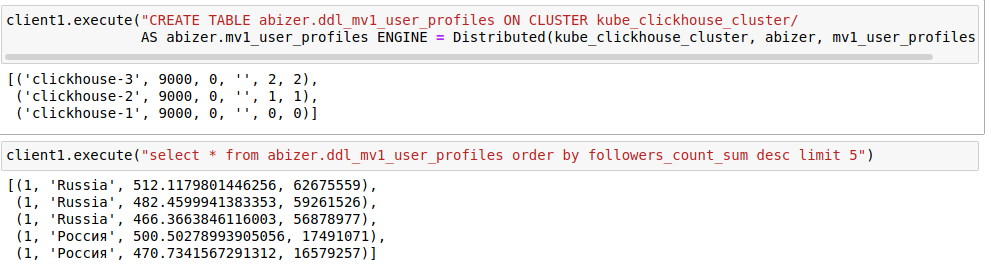 client1.execute("CREATE TABLE abizer.ddl_mv1_user_profiles ON CLUSTER kube_clickhouse_cluster/
AS abizer.mv1_user_profiles ENGINE = Distributed(kube_clickhouse_cluster, abizer, mv1_user_profiles
[('clickhouse-3', 9000, 0, '', 2, 2),
('clickhouse-2', 9000, 0, '', 1, 1),
('clickhouse-1', 9000, 0, '', 0, 0)]
client1.execute("select * from abizer.ddl_mv1_user_profiles order by followers_count_sum desc limit 5")
[(1, 'Russia', 512.1179801446256, 62675559),
(1, 'Russia', 482.4599941383353, 59261526),
(1, 'Russia', 466.3663846116003, 56878977),
(1, 'Россия', 500.50278993905056, 17491071),
(1, 'Россия', 470.7341567291312, 16579257)]